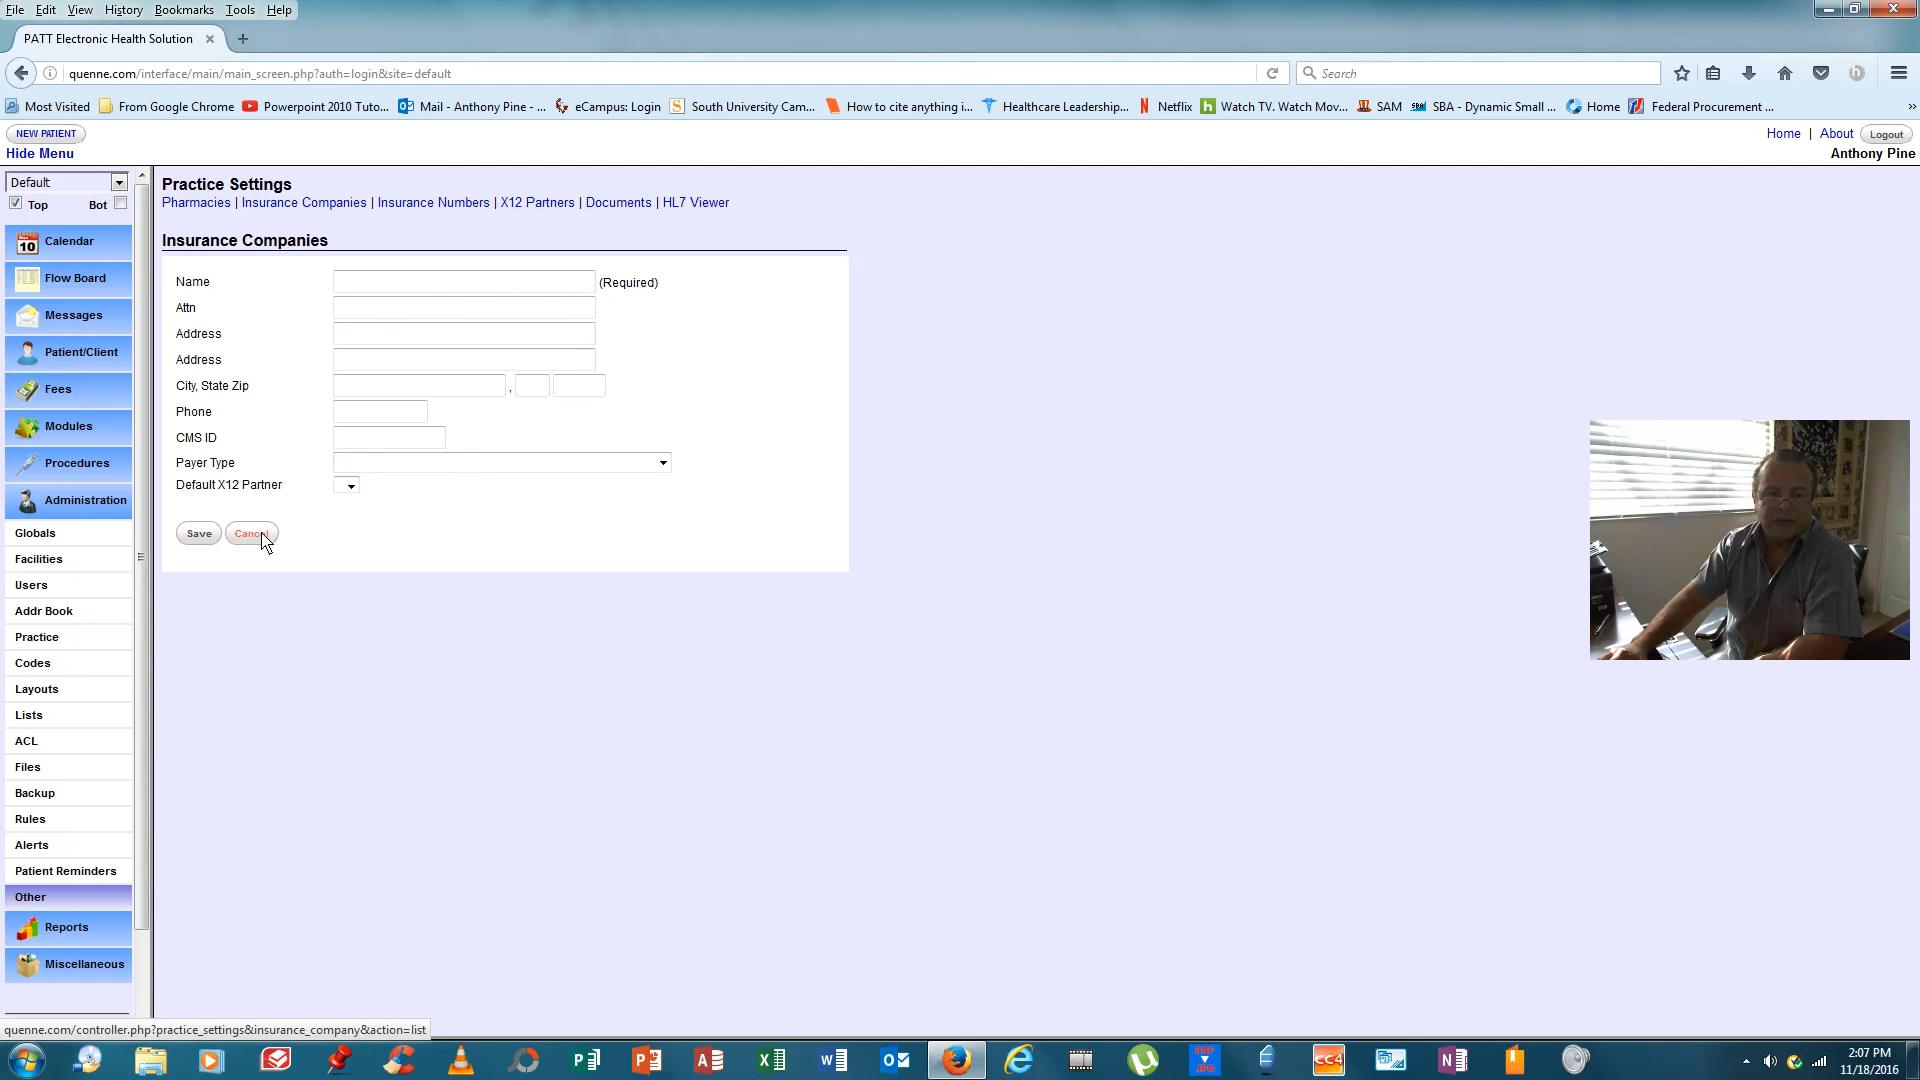 File Edit View History Bookmarks Tools Help
PATT Electronic Health Solution
quenne.com/interface/main/main_screen.php?auth=login&site=default
Search
Most Visited
From Google Chrome
Powerpoint 2010 Tuto...
Mail - Anthony Pine - ...
eCampus: Login
South University Cam...
How to cite anything i...
Healthcare Leadership...
Netflix
Watch TV. Watch Mov...
SAM
SBA - Dynamic Small ...
Home
Federal Procurement ...
NEW PATIENT
Home | About Logout
Hide Menu
Anthony Pine
Default
Top Bot
Calendar
Flow Board
Messages
Patient/Client
Fees
Modules
Procedures
Administration
Globals
Facilities
Users
Addr Book
Practice
Codes
Layouts
Lists
ACL
Files
Backup
Rules
Alerts
Patient Reminders
Other
Reports
Miscellaneous
Practice Settings
Pharmacies | Insurance Companies | Insurance Numbers | X12 Partners | Documents | HL7 Viewer
Insurance Companies
Name (Required)
Attn
Address
Address
City, State Zip ,
Phone
CMS ID
Payer Type
Default X12 Partner
Save Cancel
quenne.com/controller.php?practice_settings&insurance_company&action=list
2:07 PM
11/18/2016